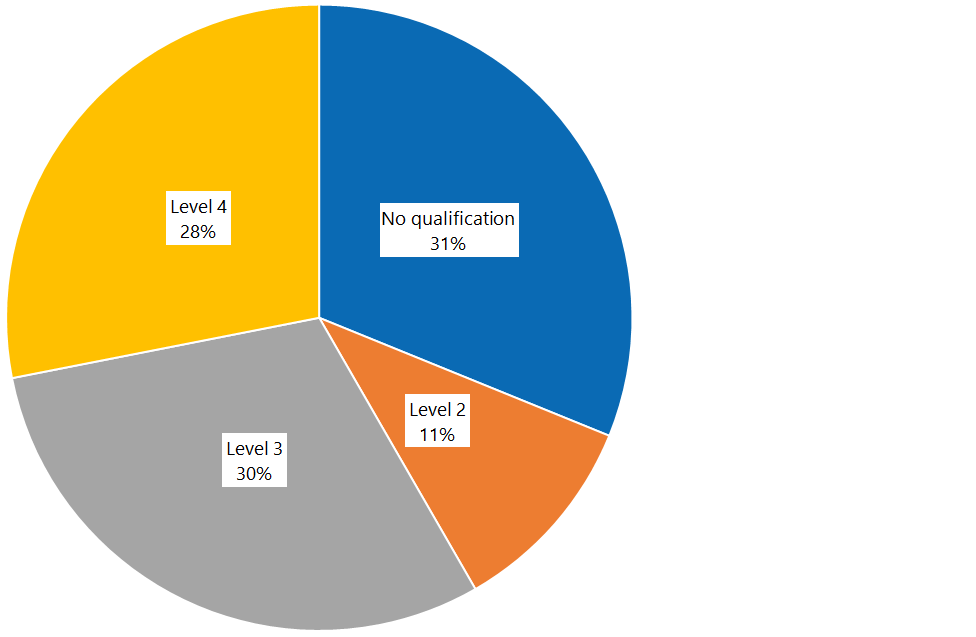 Level 4
28%
No qualification
31%
Level 2
11%
Level 3
30%